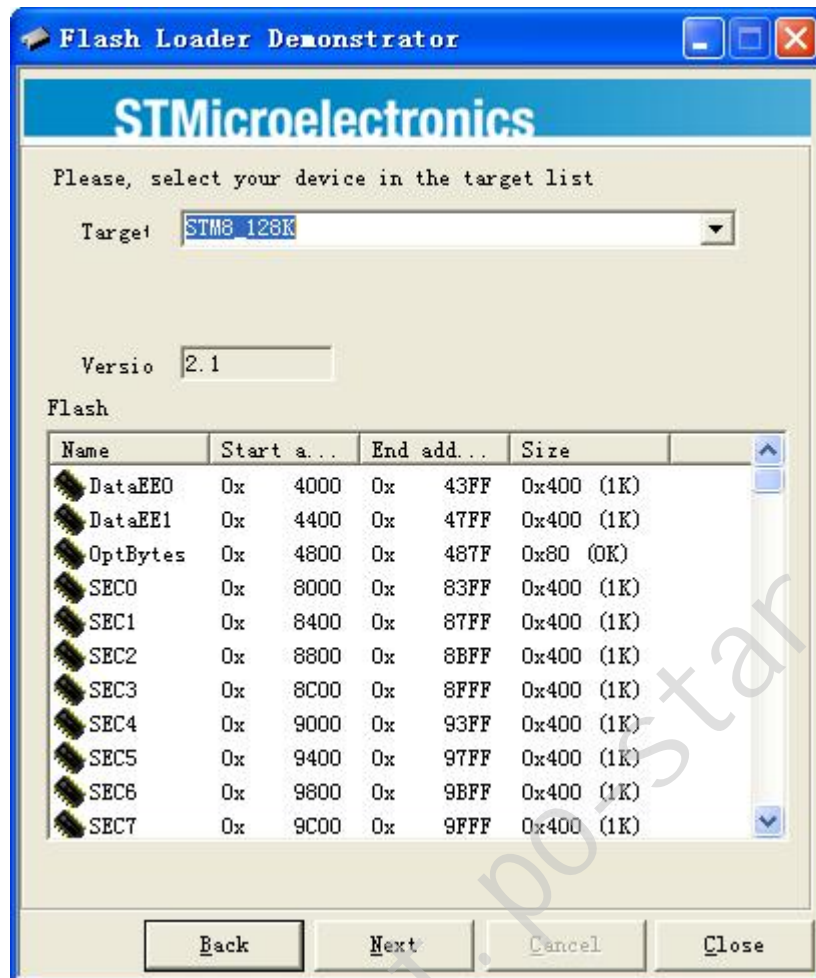 Flash Loader Demonstrator
STMicroelectronics
Please, select your device in the target list
Target STM8_128K
Versio 2.1
Flash
Name Start a... End add... Size
DataEE0 0x 4000 0x 43FF 0x400 (1K)
DataEE1 0x 4400 0x 47FF 0x400 (1K)
OptBytes 0x 4800 0x 487F 0x80 (0K)
SEC0 0x 8000 0x 83FF 0x400 (1K)
SEC1 0x 8400 0x 87FF 0x400 (1K)
SEC2 0x 8800 0x 8BFF 0x400 (1K)
SEC3 0x 8C00 0x 8FFF 0x400 (1K)
SEC4 0x 9000 0x 93FF 0x400 (1K)
SEC5 0x 9400 0x 97FF 0x400 (1K)
SEC6 0x 9800 0x 9BFF 0x400 (1K)
SEC7 0x 9C00 0x 9FFF 0x400 (1K)
Back Next Cancel Close
t.po-star